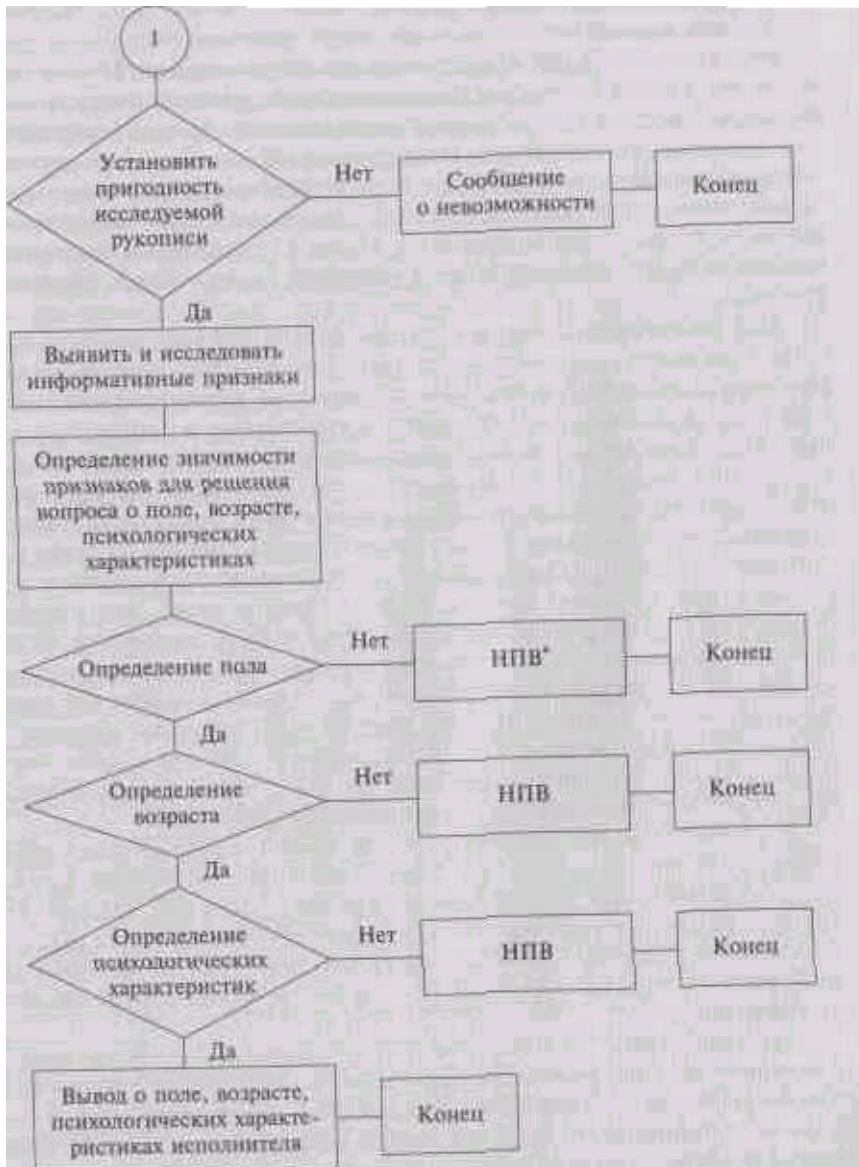 1
Установить
пригодность
исследуемой
рукописи
Нет
Сообщение
о невозможности
Конец
Да
Выявить и исследовать
информативные признаки
Определение значимости
признаков для решения
вопроса о поле, возрасте,
психологических
характеристиках
Определение пола
Нет
НПВ*
Конец
Да
Определение
возраста
Нет
НПВ
Конец
Да
Определение
психологических
характеристик
Нет
НПВ
Конец
Да
Вывод о поле, возрасте,
психологических характе-
ристиках исполнителя
Конец